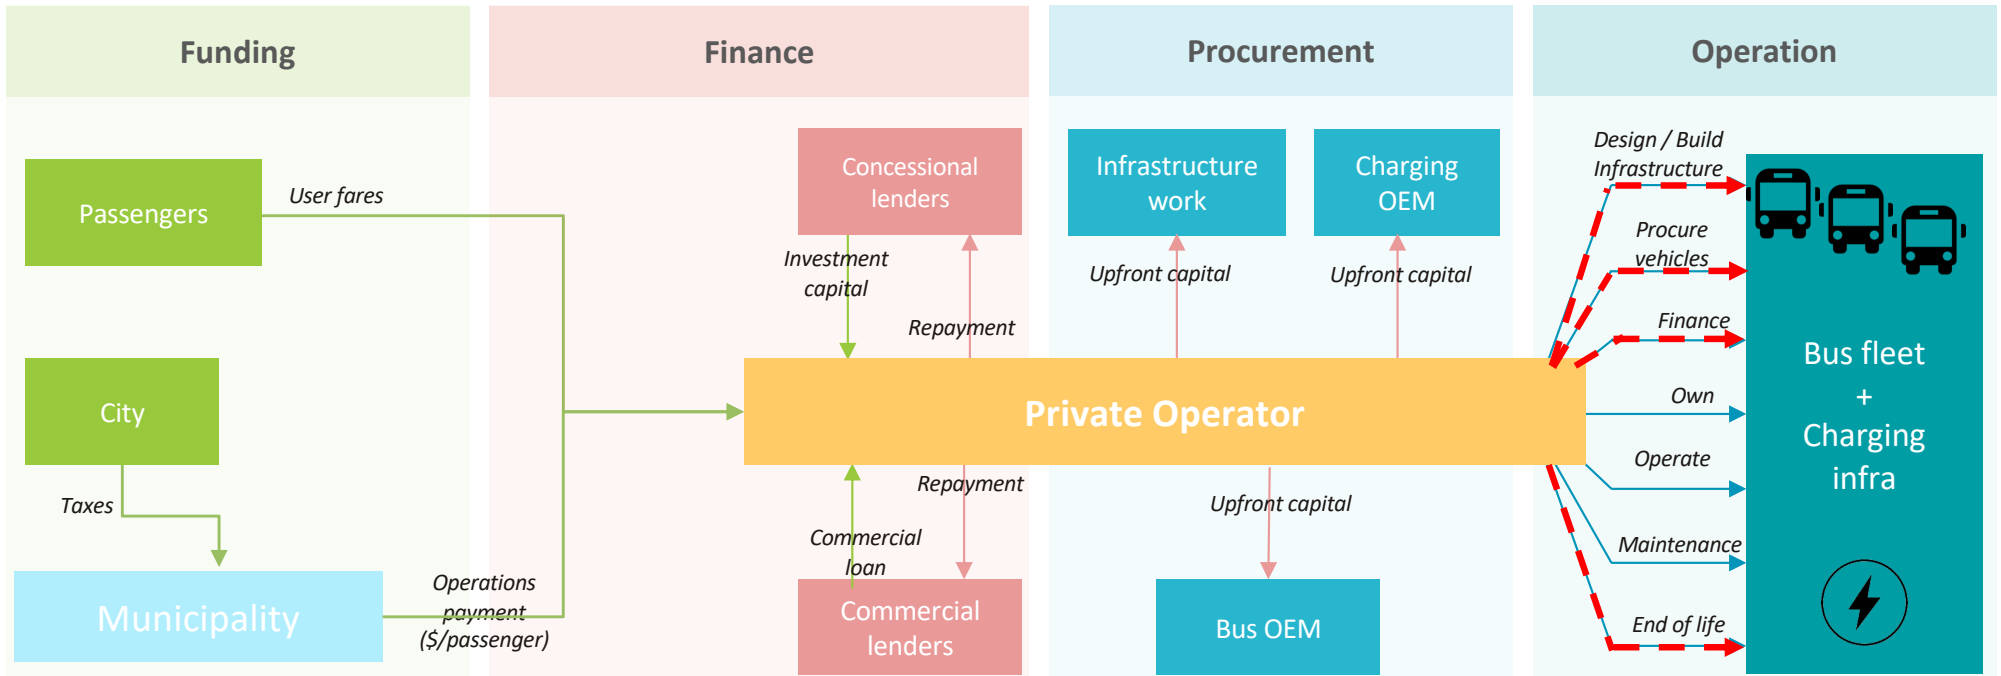 Funding
Finance
Procurement
Operation
Passengers
User fares
City
Taxes
Municipality
Operations
payment
($/passenger)
Concessional
lenders
Investment
capital
Repayment
Private Operator
Repayment
Commercial
loan
Commercial
lenders
Infrastructure
work
Charging
OEM
Upfront capital
Upfront capital
Upfront capital
Bus OEM
Design / Build
Infrastructure
Procure
vehicles
Finance
Own
Operate
Maintenance
End of life
Bus fleet
+
Charging
infra